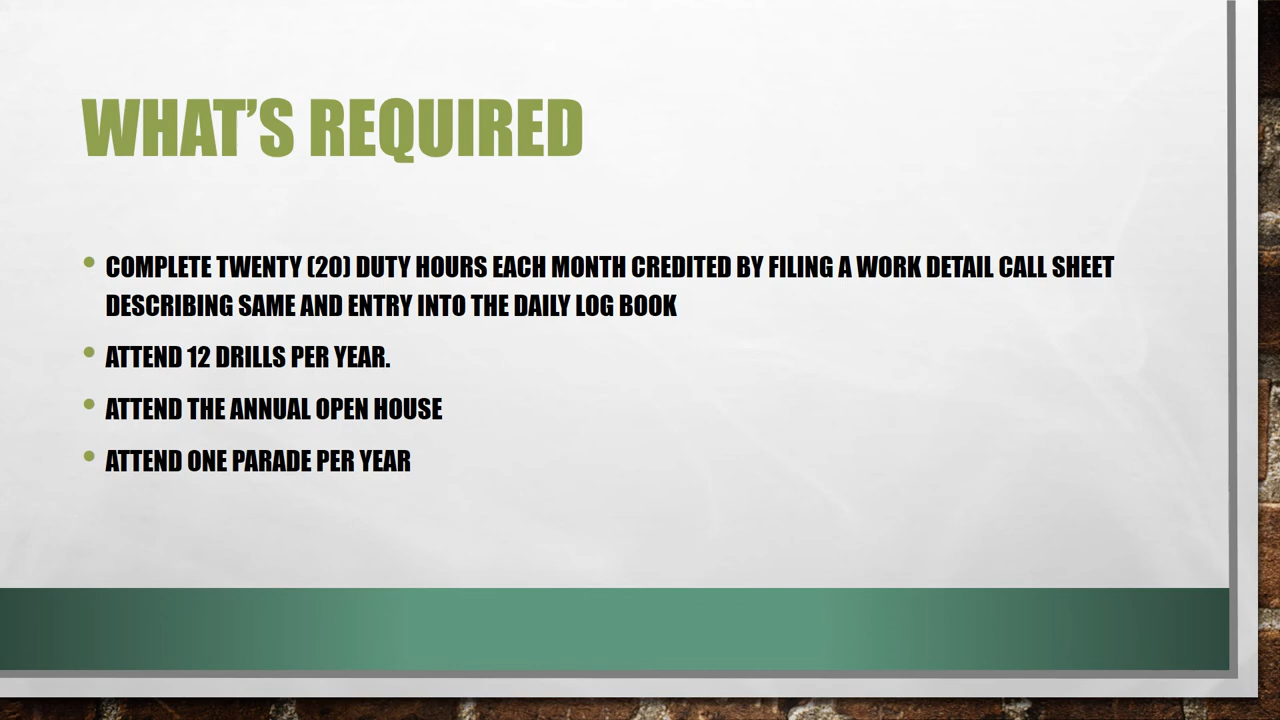 WHAT'S REQUIRED
• COMPLETE TWENTY (20) DUTY HOURS EACH MONTH CREDITED BY FILING A WORK DETAIL CALL SHEET
DESCRIBING SAME AND ENTRY INTO THE DAILY LOG BOOK
• ATTEND 12 DRILLS PER YEAR.
• ATTEND THE ANNUAL OPEN HOUSE
• ATTEND ONE PARADE PER YEAR